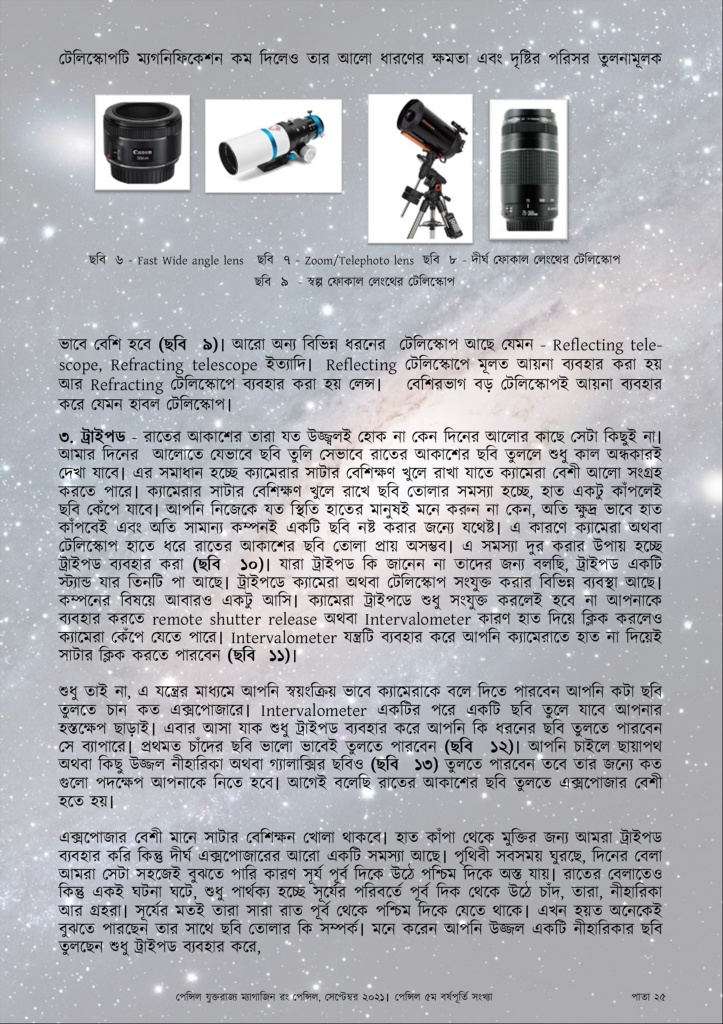 টেলিস্কোপটি ম্যগনিফিকেশন কম দিলেও তার আলো ধারণের ক্ষমতা এবং দৃষ্টির পরিসর তুলনামূলক
Canon
ছবি ৬ - Fast Wide angle lens ছবি ৭ - Zoom/Telephoto lens ছবি ৮ - দীর্ঘ ফোকাল লেংথের টেলিস্কোপ
ছবি ৯ - স্বল্প ফোকাল লেংথের টেলিস্কোপ
ভাবে বেশি হবে (ছবি ৯)। আরো অন্য বিভিন্ন ধরনের টেলিস্কোপ আছে যেমন - Reflecting tele-
scope, Refracting telescope ইত্যাদি। Reflecting টেলিস্কোপে মূলত আয়না ব্যবহার করা হয়
আর Refracting টেলিস্কোপে ব্যবহার করা হয় লেন্স। বেশিরভাগ বড় টেলিস্কোপই আয়না ব্যবহার
করে যেমন হাবল টেলিস্কোপ।
৩. ট্রাইপড - রাতের আকাশের তারা যত উজ্জ্বলই হোক না কেন দিনের আলোর কাছে সেটা কিছুই না।
আমার দিনের আলোতে যেভাবে ছবি তুলি সেভাবে রাতের আকাশের ছবি তুললে শুধু কাল অন্ধকারই
দেখা যাবে। এর সমাধান হচ্ছে ক্যামেরার সাটার বেশিক্ষণ খুলে রাখা যাতে ক্যামেরা বেশী আলো সংগ্রহ
করতে পারে। ক্যামেরার সাটার বেশিক্ষণ খুলে রাখে ছবি তোলার সমস্যা হচ্ছে, হাত একটু কাঁপলেই
ছবি কেঁপে যাবে। আপনি নিজেকে যত স্থিতি হাতের মানুষই মনে করুন না কেন, অতি ক্ষুদ্র ভাবে হাত
কাঁপবেই এবং অতি সামান্য কম্পনই একটি ছবি নষ্ট করার জন্যে যথেষ্ট। এ কারণে ক্যামেরা অথবা
টেলিস্কোপ হাতে ধরে রাতের আকাশের ছবি তোলা প্রায় অসম্ভব। এ সমস্যা দুর করার উপায় হচ্ছে
ট্রাইপড ব্যবহার করা (ছবি ১০)। যারা ট্রাইপড কি জানেন না তাদের জন্য বলছি, ট্রাইপড একটি
স্ট্যান্ড যার তিনটি পা আছে। ট্রাইপডে ক্যামেরা অথবা টেলিস্কোপ সংযুক্ত করার বিভিন্ন ব্যবস্থা আছে।
কম্পনের বিষয়ে আবারও একটু আসি। ক্যামেরা ট্রাইপডে শুধু সংযুক্ত করলেই হবে না আপনাকে
ব্যবহার করতে remote shutter release অথবা Intervalometer কারণ হাত দিয়ে ক্লিক করলেও
ক্যামেরা কেঁপে যেতে পারে। Intervalometer যন্ত্রটি ব্যবহার করে আপনি ক্যামেরাতে হাত না দিয়েই
সাটার ক্লিক করতে পারবেন (ছবি ১১)।
শুধু তাই না, এ যন্ত্রের মাধ্যমে আপনি স্বয়ংক্রিয় ভাবে ক্যামেরাকে বলে দিতে পারবেন আপনি কটা ছবি
তুলতে চান কত এক্সপোজারে। Intervalometer একটির পরে একটি ছবি তুলে যাবে আপনার
হস্তক্ষেপ ছাড়াই। এবার আসা যাক শুধু ট্রাইপড ব্যবহার করে আপনি কি ধরনের ছবি তুলতে পারবেন
সে ব্যাপারে। প্রথমত চাঁদের ছবি ভালো ভাবেই তুলতে পারবেন (ছবি ১২)। আপনি চাইলে ছায়াপথ
অথবা কিছু উজ্জল নীহারিকা অথবা গ্যালাক্সির ছবিও (ছবি ১৩) তুলতে পারবেন তবে তার জন্যে কত
গুলো পদক্ষেপ আপনাকে নিতে হবে। আগেই বলেছি রাতের আকাশের ছবি তুলতে এক্সপোজার বেশী
হতে হয়।
এক্সপোজার বেশী মানে সাটার বেশিক্ষন খোলা থাকবে। হাত কাঁপা থেকে মুক্তির জন্য আমরা ট্রাইপড
ব্যবহার করি কিন্তু দীর্ঘ এক্সপোজারের আরো একটি সমস্যা আছে। পৃথিবী সবসময় ঘুরছে, দিনের বেলা
আমরা সেটা সহজেই বুঝতে পারি কারণ সূর্য পূর্ব দিকে উঠে পশ্চিম দিকে অস্ত যায়। রাতের বেলাতেও
কিন্তু একই ঘটনা ঘটে, শুধু পার্থক্য হচ্ছে সূর্যের পরিবর্তে পূর্ব দিক থেকে উঠে চাঁদ, তারা, নীহারিকা
আর গ্রহরা। সূর্যের মতই তারা সারা রাত পূর্ব থেকে পশ্চিম দিকে যেতে থাকে। এখন হয়ত অনেকেই
বুঝতে পারছেন তার সাথে ছবি তোলার কি সম্পর্ক। মনে করেন আপনি উজ্জল একটি নীহারিকার ছবি
তুলছেন শুধু ট্রাইপড ব্যবহার করে,
পেন্সিল যুক্তরাজ্য ম্যাগাজিন রং পেন্সিল, সেপ্টেম্বর ২০২১। পেন্সিল ৫ম বর্ষপূর্তি সংখ্যা পাতা ২৫